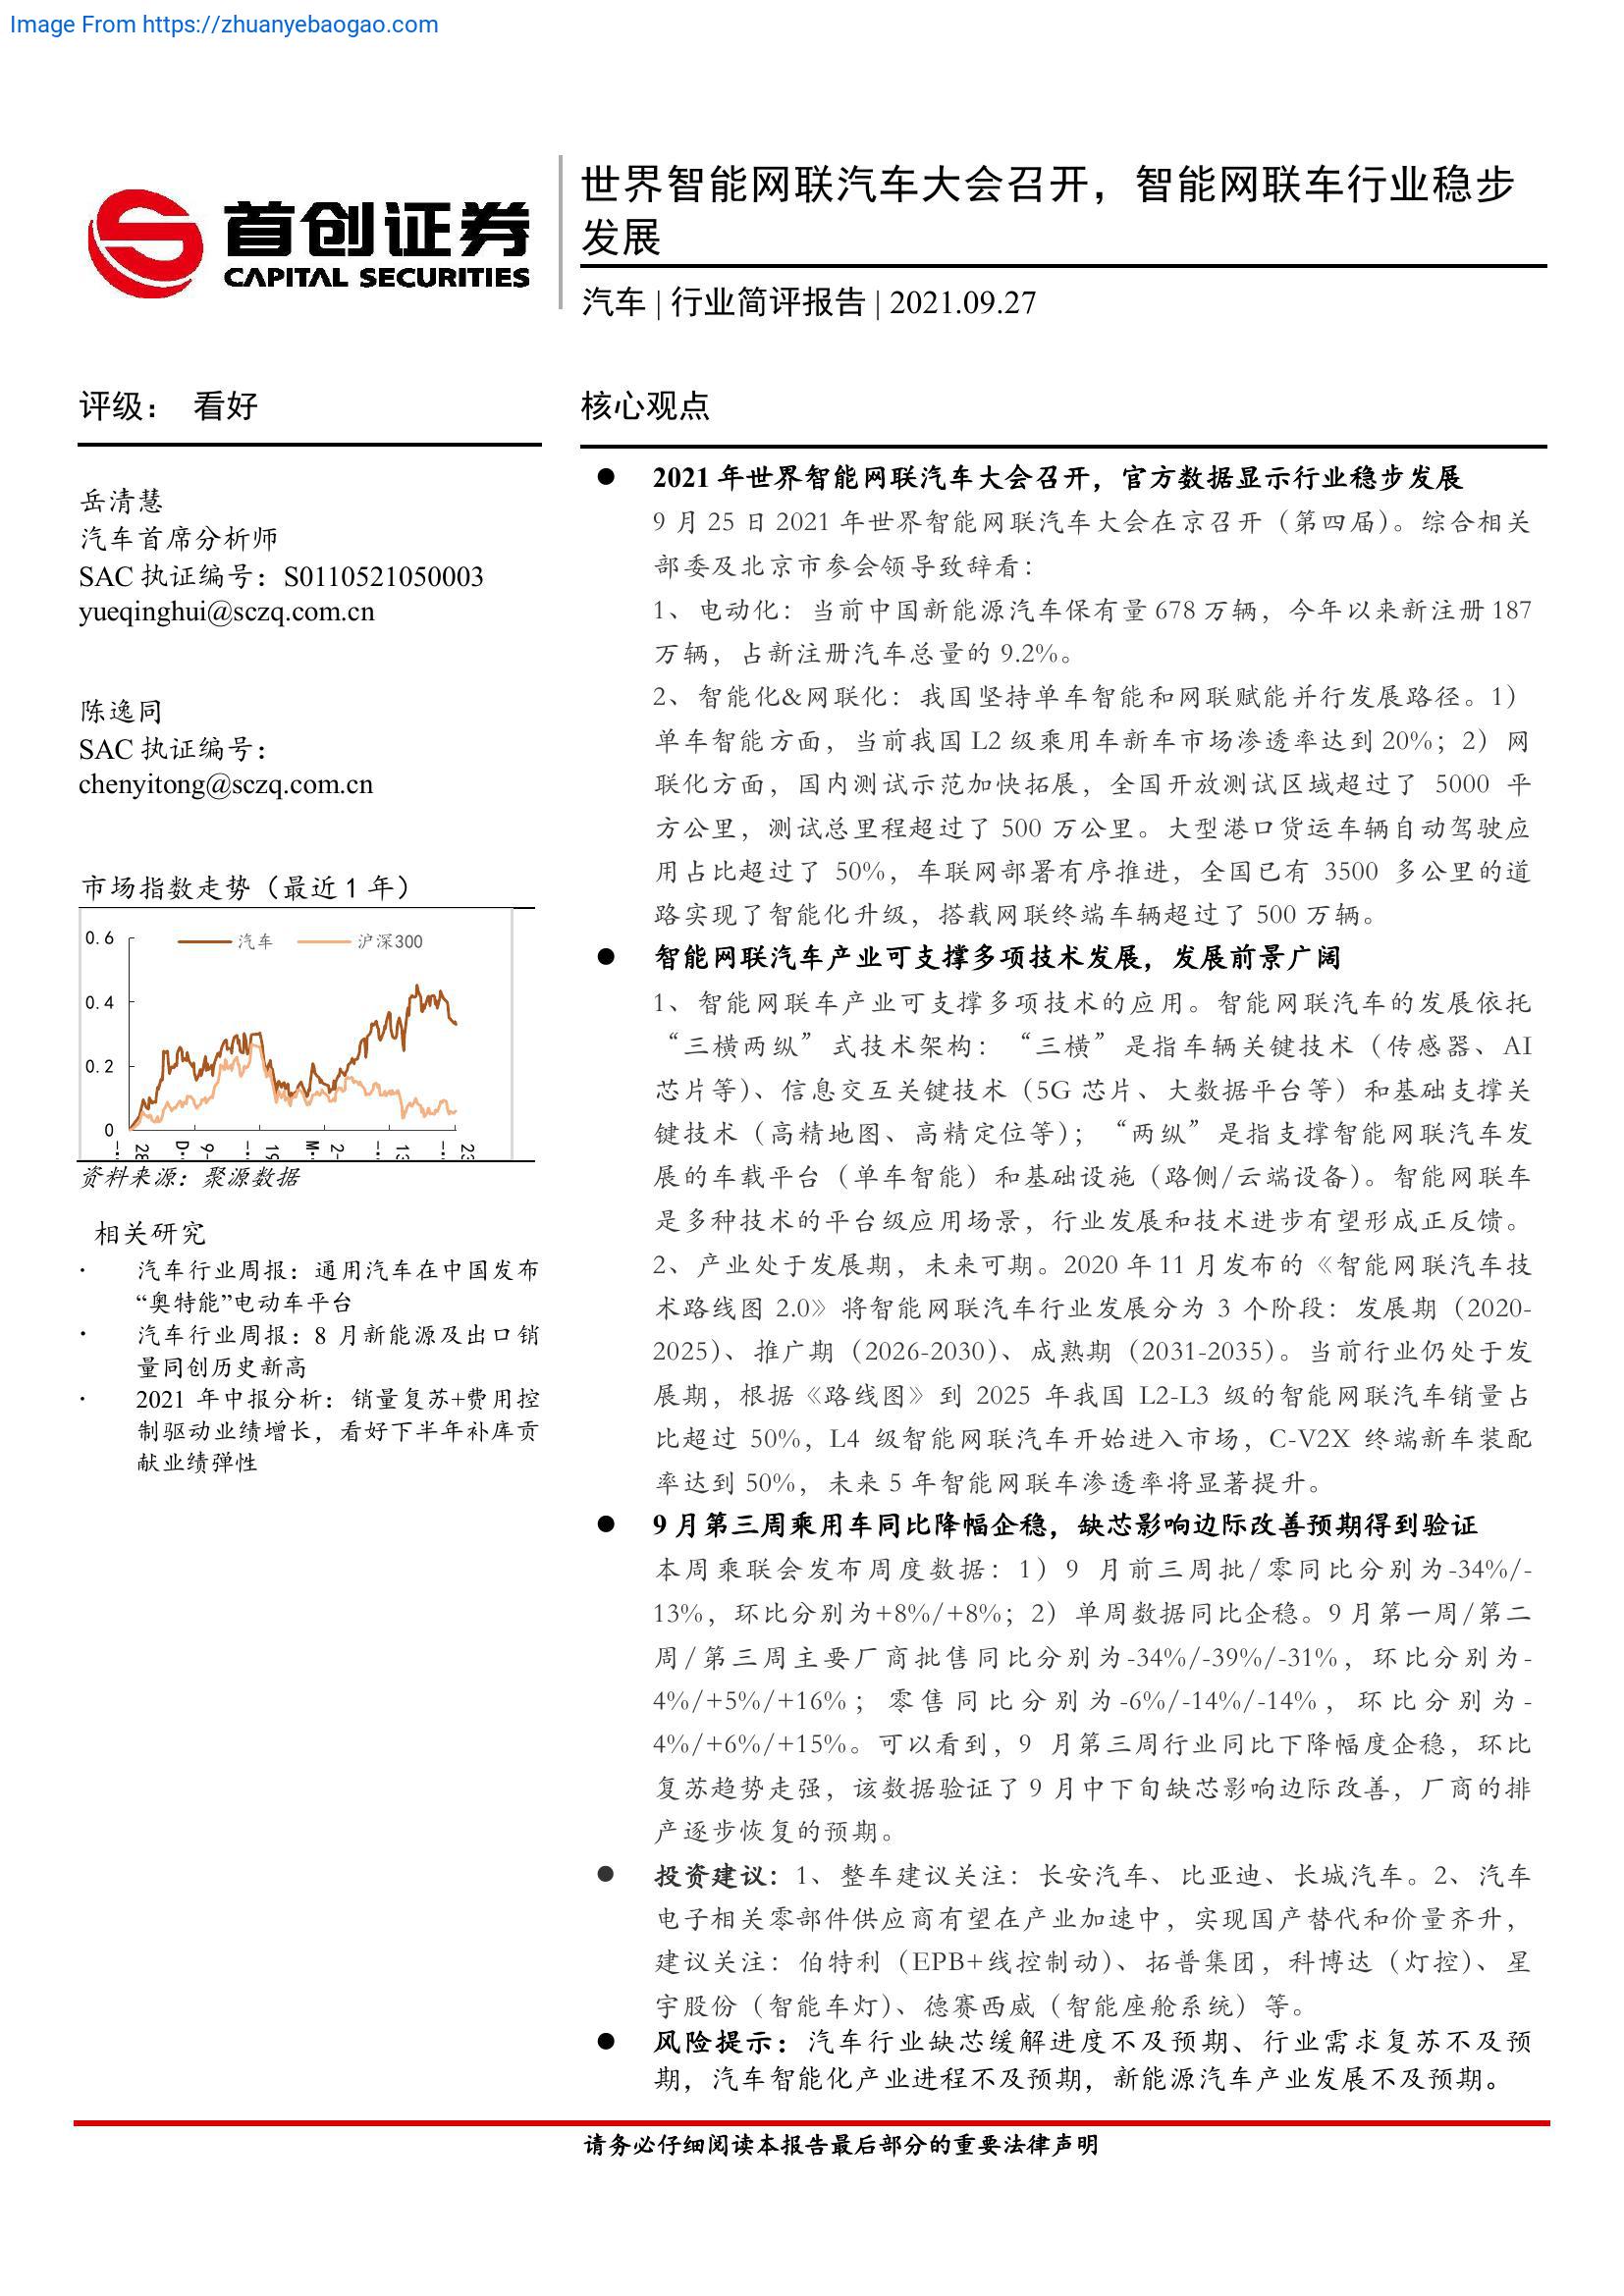 Image From https://zhuanyebaogao.com
首创证券
CAPITAL SECURITIES
世界智能网联汽车大会召开，智能网联车行业稳步
发展
汽车 | 行业简评报告 | 2021.09.27
评级： 看好
岳清慧
汽车首席分析师
SAC 执证编号：S0110521050003
yueqinghui@sczq.com.cn
陈逸同
SAC 执证编号：
chenyitong@sczq.com.cn
市场指数走势（最近 1 年）
汽车 沪深300
0.6
0.4
0.2
0
资料来源：聚源数据
相关研究
· 汽车行业周报：通用汽车在中国发布
“奥特能”电动车平台
· 汽车行业周报：8 月新能源及出口销
量同创历史新高
· 2021 年中报分析：销量复苏+费用控
制驱动业绩增长，看好下半年补库贡
献业绩弹性
核心观点
● 2021 年世界智能网联汽车大会召开，官方数据显示行业稳步发展
9 月 25 日 2021 年世界智能网联汽车大会在京召开（第四届）。综合相关
部委及北京市参会领导致辞看：
1、电动化：当前中国新能源汽车保有量 678 万辆，今年以来新注册 187
万辆，占新注册汽车总量的 9.2%。
2、智能化&网联化：我国坚持单车智能和网联赋能并行发展路径。1）
单车智能方面，当前我国 L2 级乘用车新车市场渗透率达到 20%；2）网
联化方面，国内测试示范加快拓展，全国开放测试区域超过了 5000 平
方公里，测试总里程超过了 500 万公里。大型港口货运车辆自动驾驶应
用占比超过了 50%，车联网部署有序推进，全国已有 3500 多公里的道
路实现了智能化升级，搭载网联终端车辆超过了 500 万辆。
● 智能网联汽车产业可支撑多项技术发展，发展前景广阔
1、智能网联车产业可支撑多项技术的应用。智能网联汽车的发展依托
“三横两纵”式技术架构：“三横”是指车辆关键技术（传感器、AI
芯片等）、信息交互关键技术（5G 芯片、大数据平台等）和基础支撑关
键技术（高精地图、高精定位等）；“两纵”是指支撑智能网联汽车发
展的车载平台（单车智能）和基础设施（路侧/云端设备）。智能网联车
是多种技术的平台级应用场景，行业发展和技术进步有望形成正反馈。
2、产业处于发展期，未来可期。2020 年 11 月发布的《智能网联汽车技
术路线图 2.0》将智能网联汽车行业发展分为 3 个阶段：发展期（2020-
2025）、推广期（2026-2030）、成熟期（2031-2035）。当前行业仍处于发
展期，根据《路线图》到 2025 年我国 L2-L3 级的智能网联汽车销量占
比超过 50%，L4 级智能网联汽车开始进入市场，C-V2X 终端新车装配
率达到 50%，未来 5 年智能网联车渗透率将显著提升。
● 9 月第三周乘用车同比降幅企稳，缺芯影响边际改善预期得到验证
本周乘联会发布周度数据：1）9 月前三周批/零同比分别为-34%/-
13%，环比分别为+8%/+8%；2）单周数据同比企稳。9 月第一周/第二
周/第三周主要厂商批售同比分别为-34%/-39%/-31%，环比分别为-
4%/+5%/+16%；零售同比分别为-6%/-14%/-14%，环比分别为-
4%/+6%/+15%。可以看到，9 月第三周行业同比下降幅度企稳，环比
复苏趋势走强，该数据验证了 9 月中下旬缺芯影响边际改善，厂商的排
产逐步恢复的预期。
● 投资建议：1、整车建议关注：长安汽车、比亚迪、长城汽车。2、汽车
电子相关零部件供应商有望在产业加速中，实现国产替代和价量齐升，
建议关注：伯特利（EPB+线控制动）、拓普集团，科博达（灯控）、星
宇股份（智能车灯）、德赛西威（智能座舱系统）等。
● 风险提示：汽车行业缺芯缓解进度不及预期、行业需求复苏不及预
期，汽车智能化产业进程不及预期，新能源汽车产业发展不及预期。
请务必仔细阅读本报告最后部分的重要法律声明